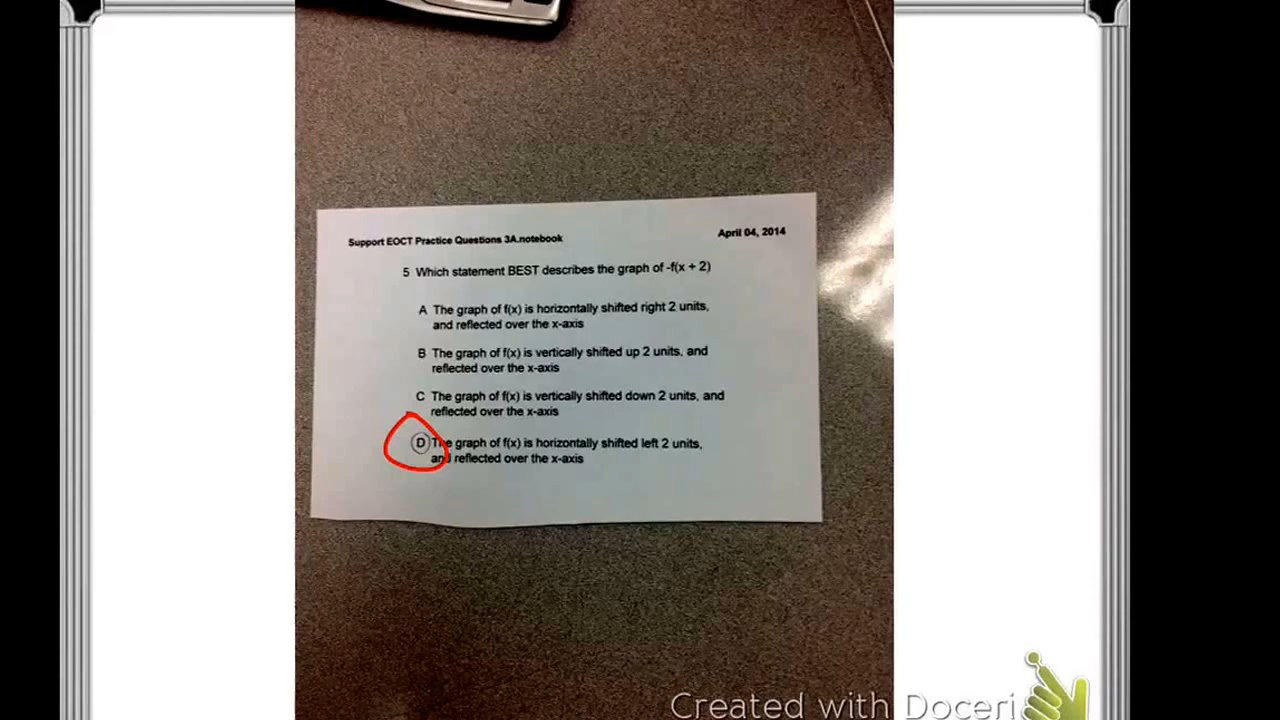 Support EOCT Practice Questions 3A.notebook
April 04, 2014
5 Which statement BEST describes the graph of -f(x + 2)
A The graph of f(x) is horizontally shifted right 2 units,
and reflected over the x-axis
B The graph of f(x) is vertically shifted up 2 units, and
reflected over the x-axis
C The graph of f(x) is vertically shifted down 2 units, and
reflected over the x-axis
D The graph of f(x) is horizontally shifted left 2 units,
and reflected over the x-axis
Created with Doceri